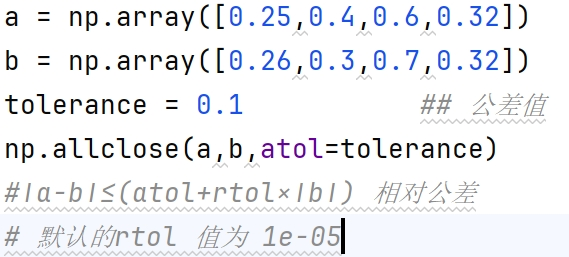 a = np.array([0.25,0.4,0.6,0.32])
b = np.array([0.26,0.3,0.7,0.32])
tolerance = 0.1 ## 公差值
np.allclose(a,b,atol=tolerance)
#|a-b|≤(atol+rtol×|b|) 相对公差
# 默认的rtol 值为 1e-05